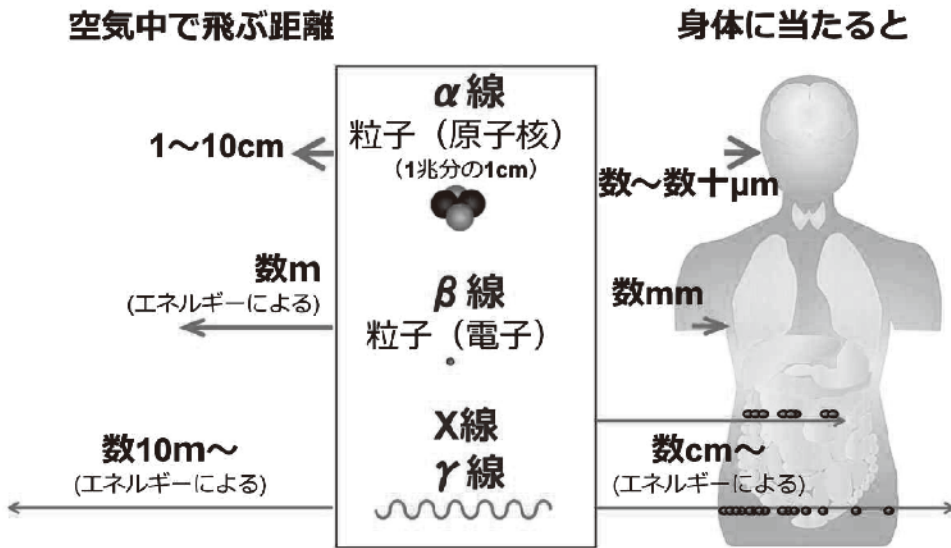 空気中で飛ぶ距離
身体に当たると
α線
粒子（原子核）
（1兆分の1cm）
1〜10cm
数〜数十μm
数m
（エネルギーによる）
β線
粒子（電子）
数mm
X線
γ線
数10m〜
（エネルギーによる）
数cm〜
（エネルギーによる）